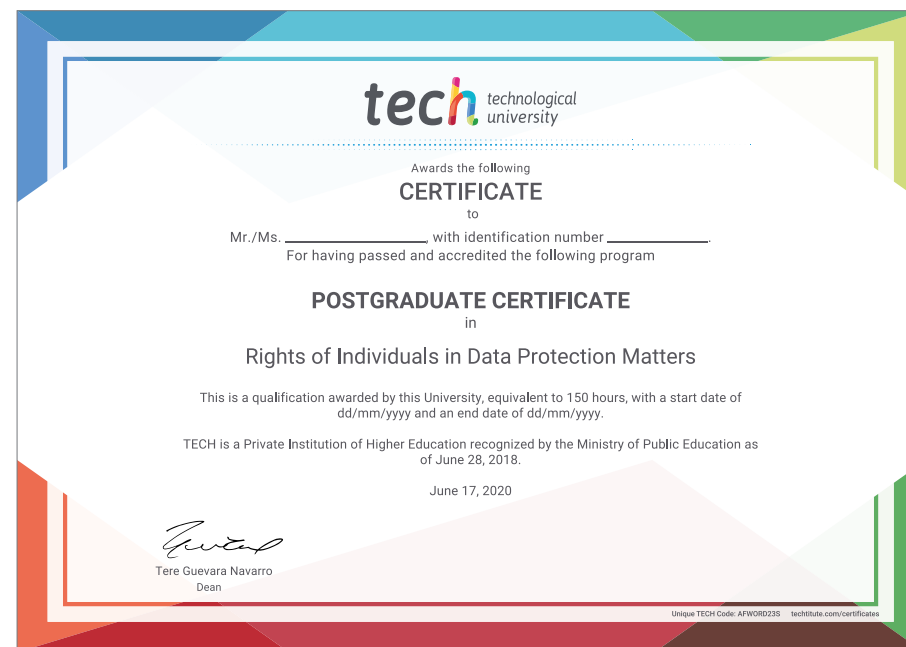 tech technological
university
Awards the following
CERTIFICATE
to
Mr./Ms. ____________, with identification number ____________.
For having passed and accredited the following program
POSTGRADUATE CERTIFICATE
in
Rights of Individuals in Data Protection Matters
This is a qualification awarded by this University, equivalent to 150 hours, with a start date of
dd/mm/yyyy and an end date of dd/mm/yyyy.
TECH is a Private Institution of Higher Education recognized by the Ministry of Public Education as
of June 28, 2018.
June 17, 2020
Tere Guevara Navarro
Dean
Unique TECH Code: AFWORD23S techtitute.com/certificates